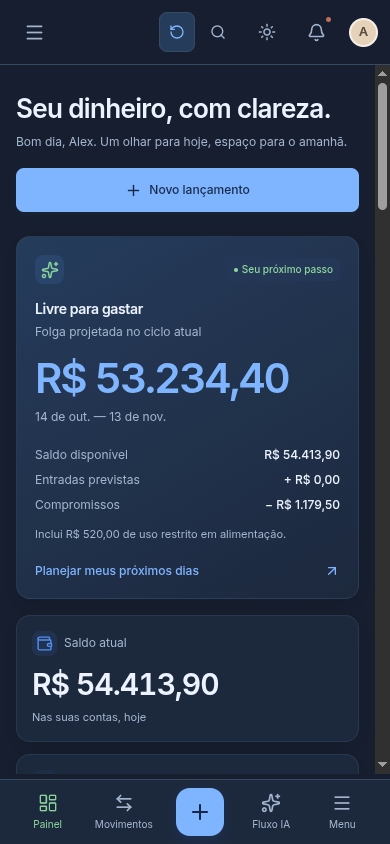 A
Seu dinheiro, com clareza.
Bom dia, Alex. Um olhar para hoje, espaço para o amanhã.
Novo lançamento
Seu próximo passo
Livre para gastar
Folga projetada no ciclo atual
R$ 53.234,40
14 de out. — 13 de nov.
Saldo disponível R$ 54.413,90
Entradas previstas + R$ 0,00
Compromissos – R$ 1.179,50
Inclui R$ 520,00 de uso restrito em alimentação.
Planejar meus próximos dias
Saldo atual
R$ 54.413,90
Nas suas contas, hoje
Painel Movimentos Fluxo IA Menu